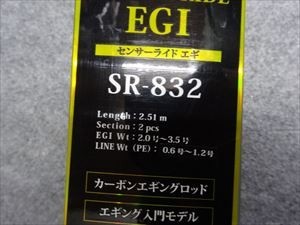 EGI
センサーライド エギ
SR-832
Length : 2.51 m
Section : 2 pcs
EGI Wt : 2.0号~3.5号
LINE Wt (PE) : 0.6号~1.2号
カーボンエギングロッド
エギング入門モデル